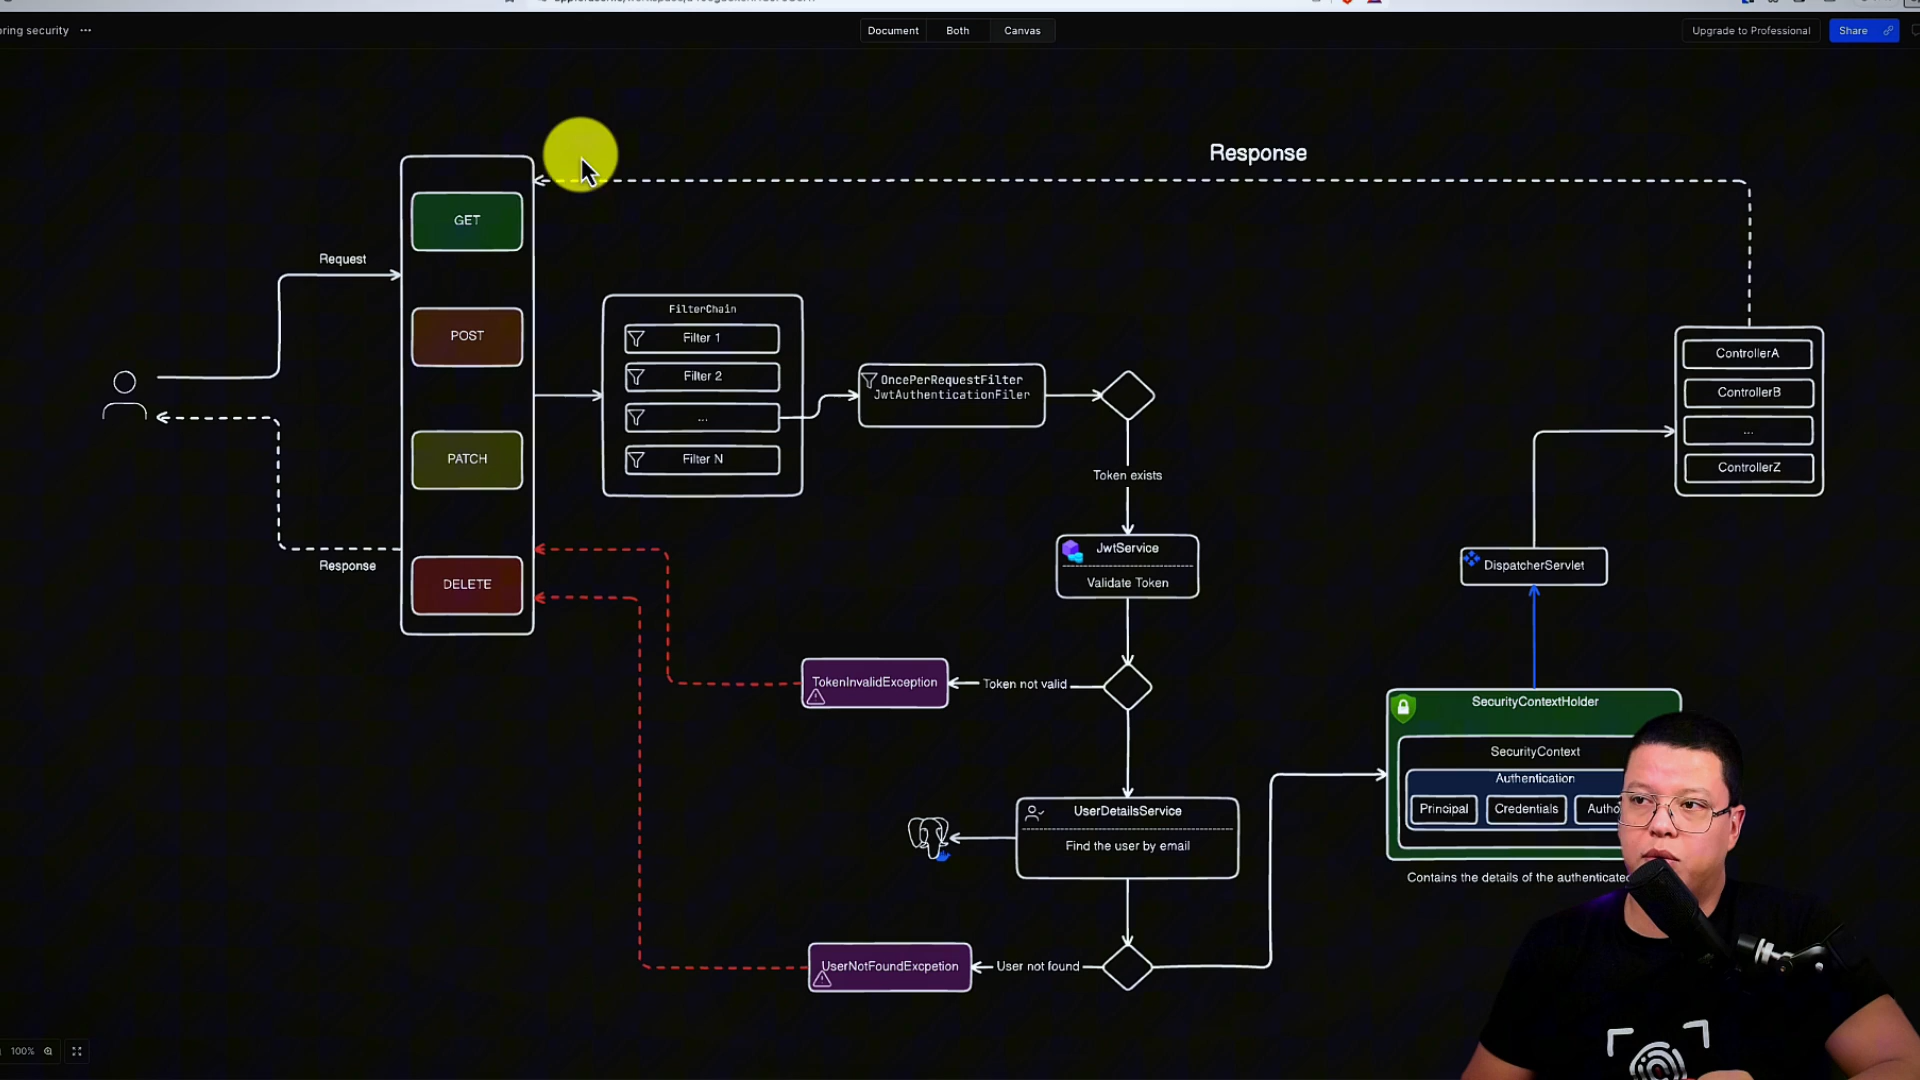 ring security ...
Document
Both
Canvas
Upgrade to Professional
Share
Response
GET
Request
POST
FilterChain
Filter 1
Filter 2
...
Filter N
OncePerRequestFilter
JwtAuthenticationFiler
ControllerA
ControllerB
...
ControllerZ
PATCH
Token exists
JwtService
Validate Token
DispatcherServlet
Response
DELETE
TokenInvalidException
Token not valid
SecurityContextHolder
SecurityContext
Authentication
Principal
Credentials
Autho
UserDetailsService
Find the user by email
Contains the details of the authenticated
UserNotFoundExcpetion
User not found
100%